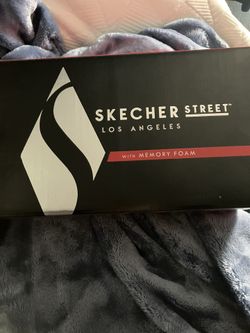 SKECHER STREET™
LOS ANGELES
WITH MEMORY FOAM